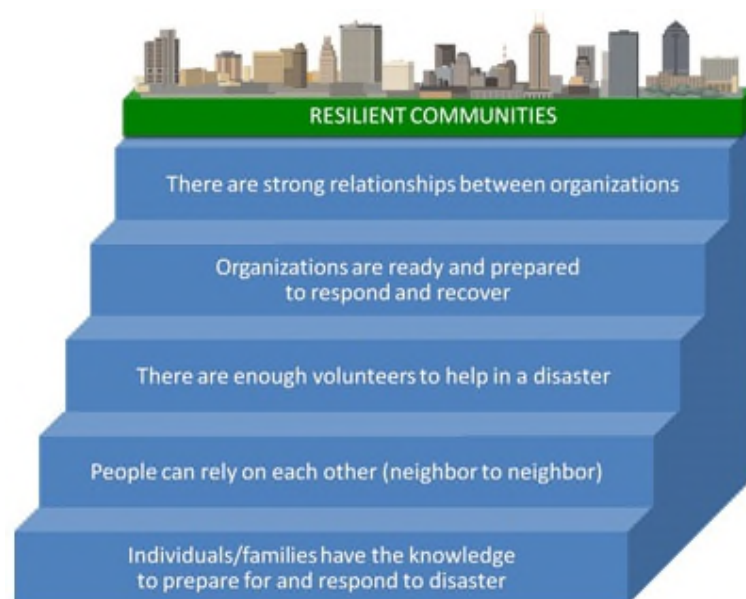 RESILIENT COMMUNITIES
There are strong relationships between organizations
Organizations are ready and prepared
to respond and recover
There are enough volunteers to help in a disaster
People can rely on each other (neighbor to neighbor)
Individuals/families have the knowledge
to prepare for and respond to disaster